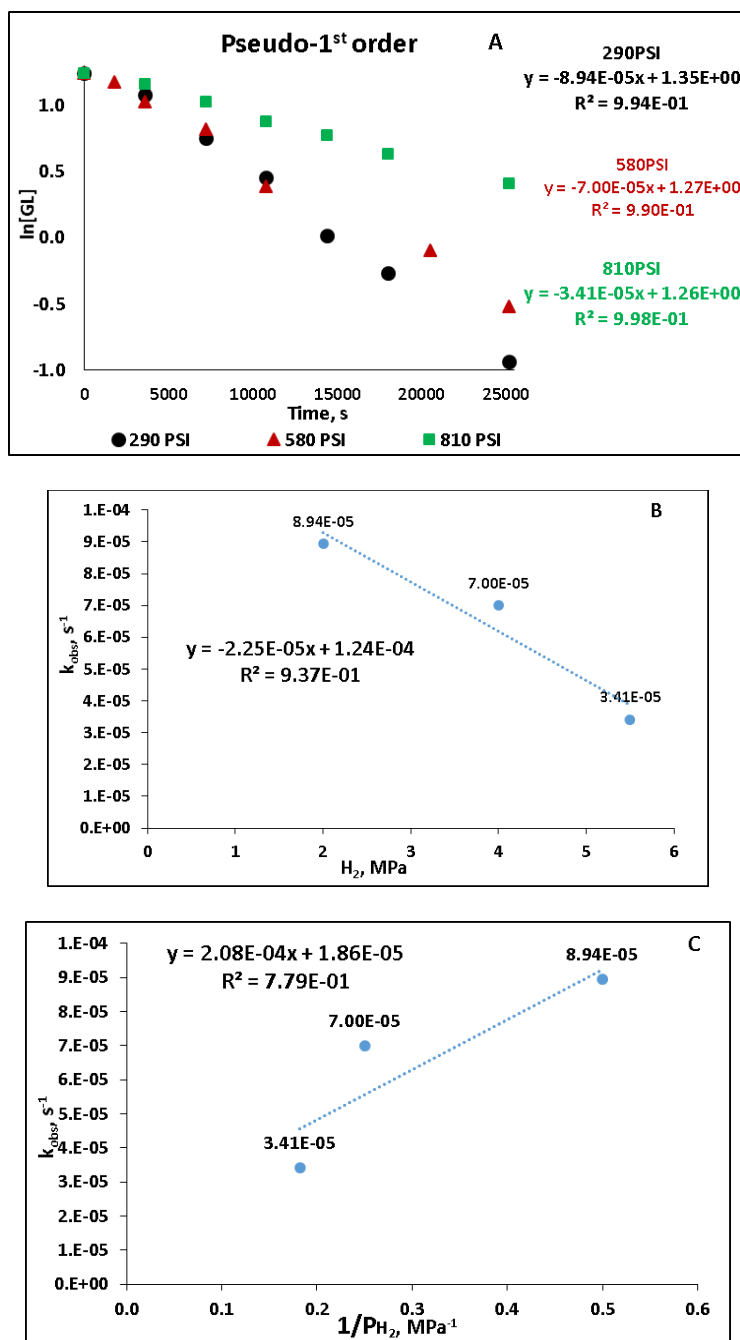 Pseudo-1st order
A
290PSI
y = -8.94E-05x + 1.35E+00
R² = 9.94E-01
580PSI
y = -7.00E-05x + 1.27E+00
R² = 9.90E-01
810PSI
y = -3.41E-05x + 1.26E+00
R² = 9.98E-01
ln[GL]
1.0
0.5
0.0
-0.5
-1.0
0 5000 10000 15000 20000 25000
Time, s
290 PSI 580 PSI 810 PSI
B
kobs, s-1
1.E-04
9.E-05
8.E-05
7.E-05
6.E-05
5.E-05
4.E-05
3.E-05
2.E-05
1.E-05
0.E+00
8.94E-05
7.00E-05
3.41E-05
y = -2.25E-05x + 1.24E-04
R² = 9.37E-01
0 1 2 3 4 5 6
H2, MPa
C
y = 2.08E-04x + 1.86E-05
R² = 7.79E-01
kobs, s-1
1.E-04
9.E-05
8.E-05
7.E-05
6.E-05
5.E-05
4.E-05
3.E-05
2.E-05
1.E-05
0.E+00
8.94E-05
7.00E-05
3.41E-05
0.0 0.1 0.2 0.3 0.4 0.5 0.6
1/PH2, MPa-1